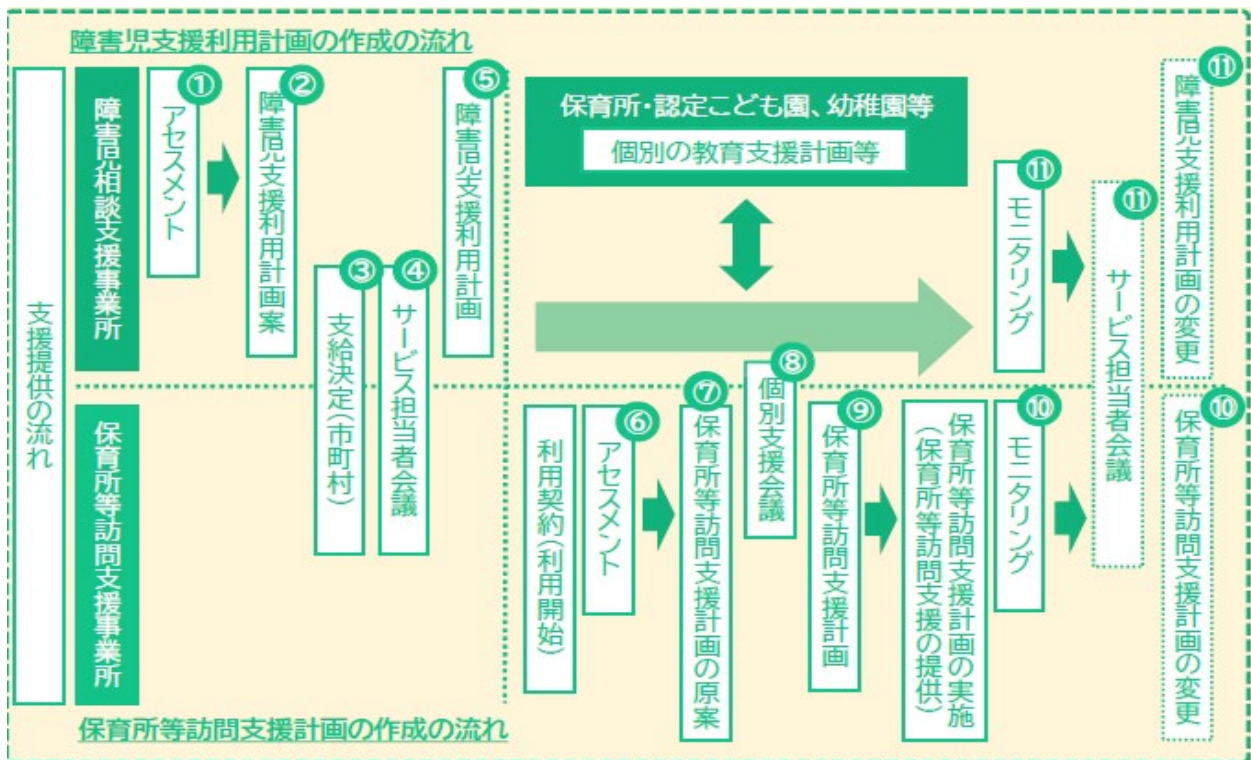 障害児支援利用計画の作成の流れ
支援提供の流れ
障害児相談支援事業所
①
アセスメント
②
障害児支援利用計画案
③
支給決定(市町村)
④
サービス担当者会議
⑤
障害児支援利用計画
保育所・認定こども園、幼稚園等
個別の教育支援計画等
⑪
モニタリング
⑪
サービス担当者会議
⑪
障害児支援利用計画の変更
保育所等訪問支援事業所
利用契約(利用開始)
⑥
アセスメント
⑦
保育所等訪問支援計画の原案
⑧
個別支援会議
⑨
保育所等訪問支援計画
保育所等訪問支援計画の実施
(保育所等訪問支援の提供)
⑩
モニタリング
⑩
保育所等訪問支援計画の変更
保育所等訪問支援計画の作成の流れ